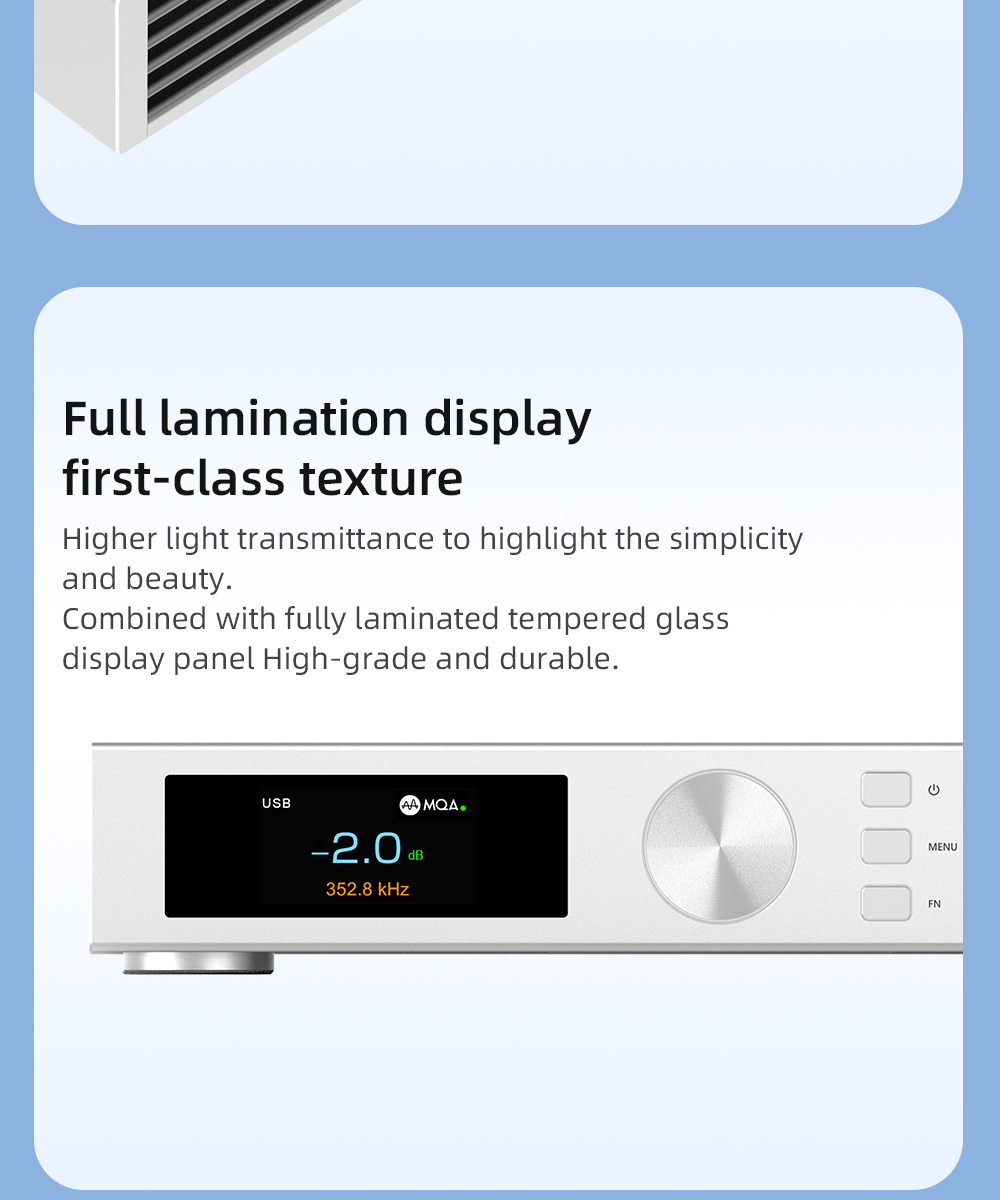 Full lamination display
first-class texture
Higher light transmittance to highlight the simplicity
and beauty.
Combined with fully laminated tempered glass
display panel High-grade and durable.
USB
MQA
-2.0 dB
352.8 kHz
MENU
FN